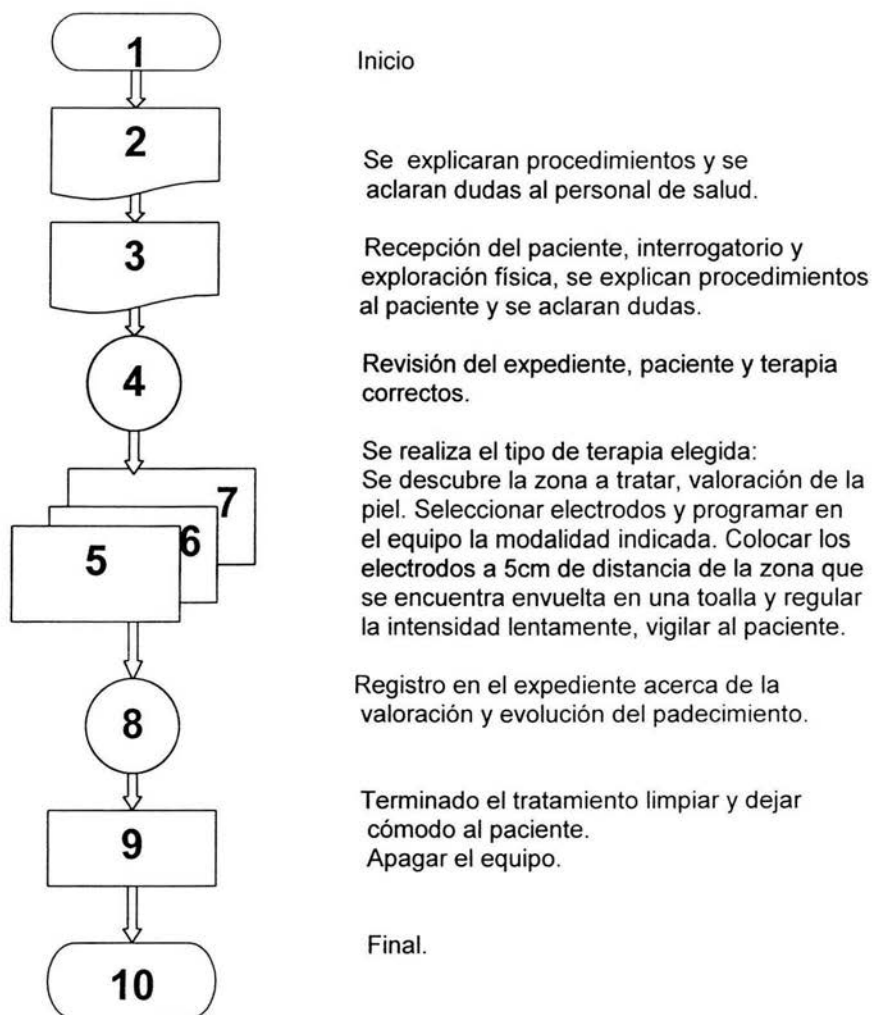 1
Inicio
2
Se explicaran procedimientos y se
aclaran dudas al personal de salud.
3
Recepción del paciente, interrogatorio y
exploración física, se explican procedimientos
al paciente y se aclaran dudas.
4
Revisión del expediente, paciente y terapia
correctos.
7
6
5
Se realiza el tipo de terapia elegida:
Se descubre la zona a tratar, valoración de la
piel. Seleccionar electrodos y programar en
el equipo la modalidad indicada. Colocar los
electrodos a 5cm de distancia de la zona que
se encuentra envuelta en una toalla y regular
la intensidad lentamente, vigilar al paciente.
8
Registro en el expediente acerca de la
valoración y evolución del padecimiento.
9
Terminado el tratamiento limpiar y dejar
cómodo al paciente.
Apagar el equipo.
10
Final.